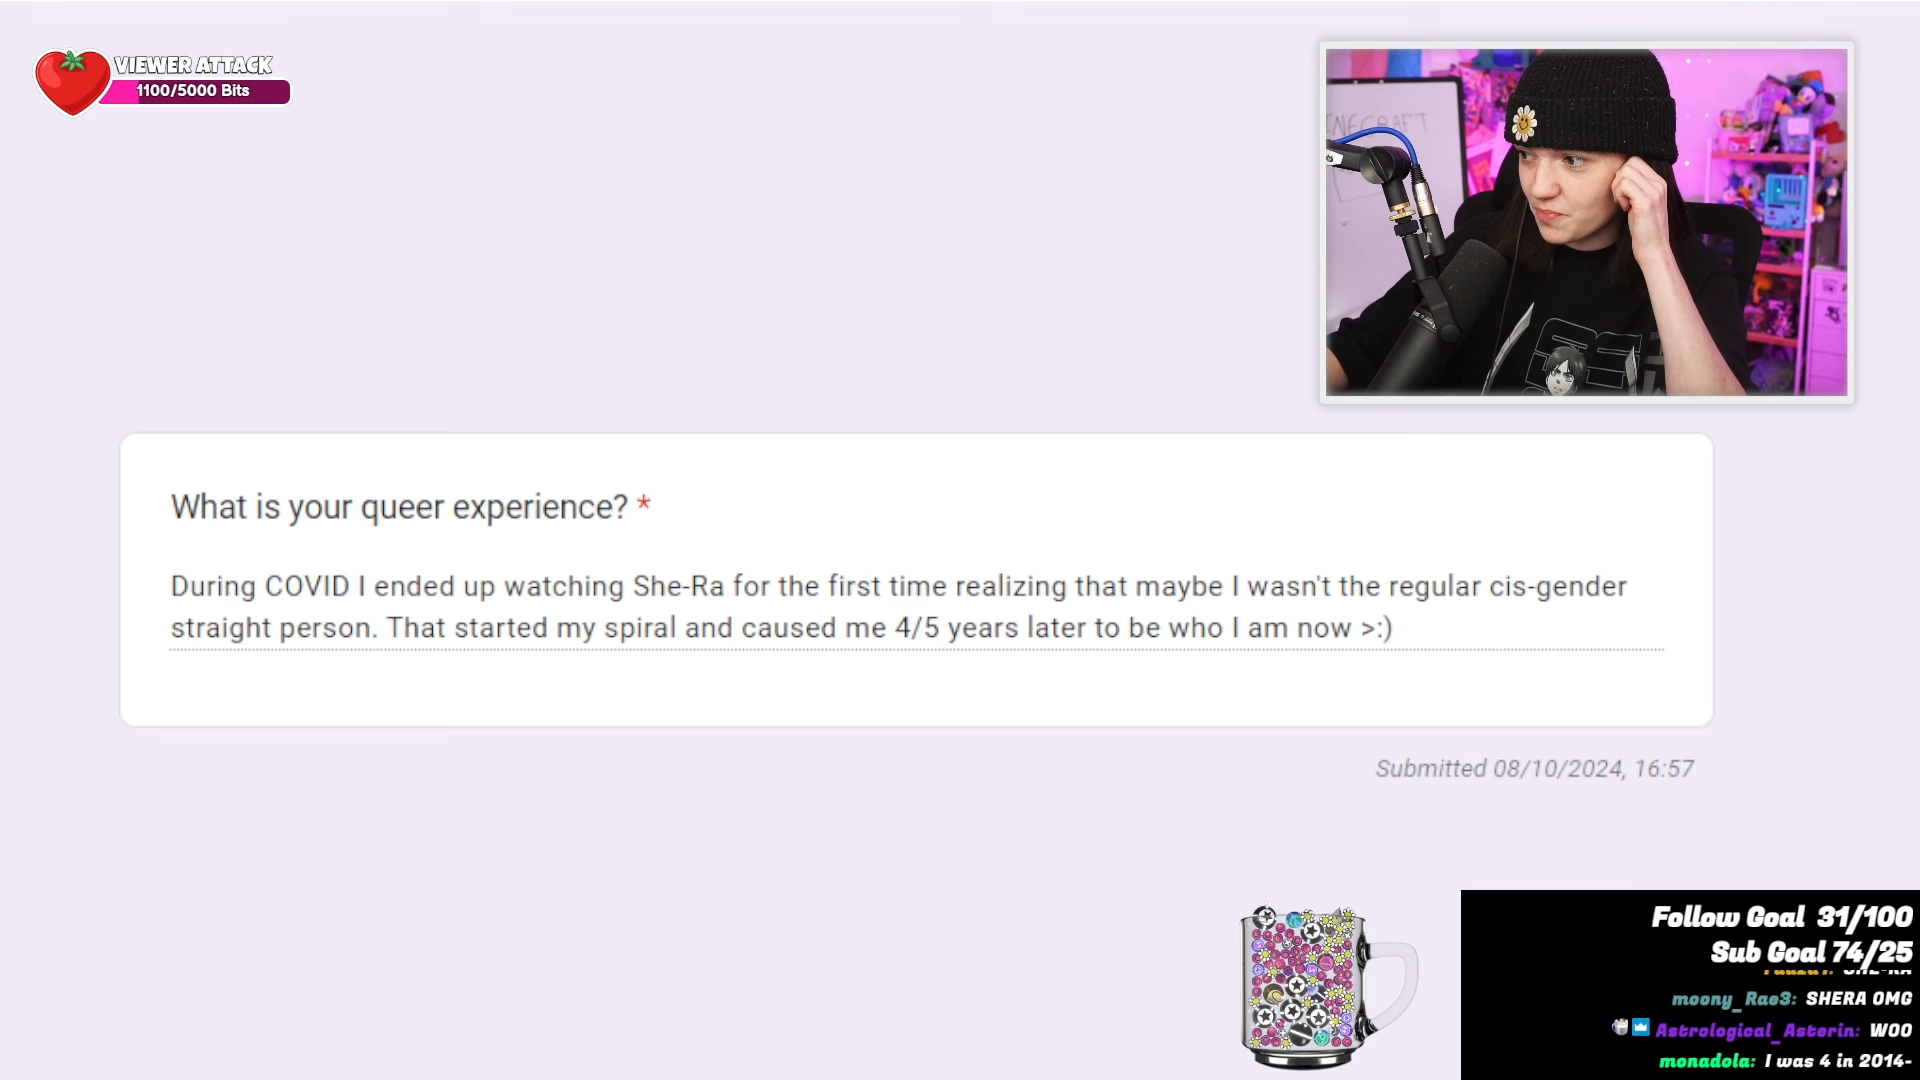 VIEWER ATTACK
1100/5000 Bits
What is your queer experience? *
During COVID I ended up watching She-Ra for the first time realizing that maybe I wasn't the regular cis-gender
straight person. That started my spiral and caused me 4/5 years later to be who I am now >:)
Submitted 08/10/2024, 16:57
Follow Goal 31/100
Sub Goal 74/25
moony_Rae3: SHERA OMG
Astrological_Astorin: WOO
monadola: I was 4 in 2014-